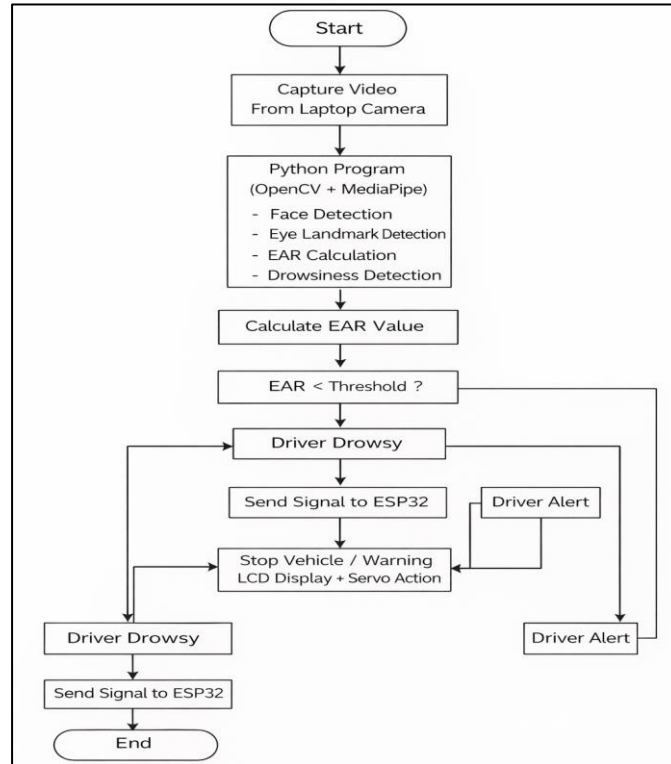 Start
Capture Video
From Laptop Camera
Python Program
(OpenCV + MediaPipe)
- Face Detection
- Eye Landmark Detection
- EAR Calculation
- Drowsiness Detection
Calculate EAR Value
EAR < Threshold ?
Driver Drowsy
Send Signal to ESP32
Driver Alert
Stop Vehicle / Warning
LCD Display + Servo Action
Driver Drowsy
Driver Alert
Send Signal to ESP32
End